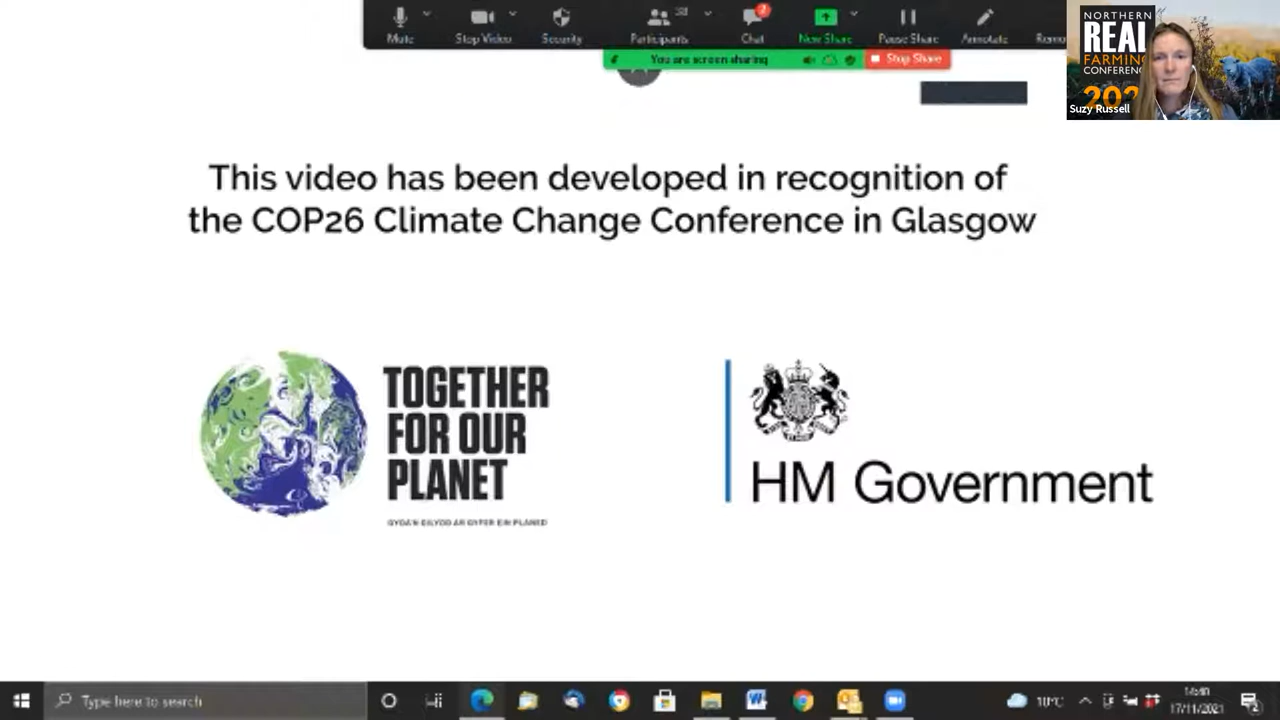 Mute
Stop Video
Security
Participants
Chat
New Share
Pause Share
Annotate
You are screen sharing
Stop Share
NORTHERN
REAL
FARMING
CONFERENCE
202
Suzy Russell
This video has been developed in recognition of
the COP26 Climate Change Conference in Glasgow
TOGETHER
FOR OUR
PLANET
GYDA'N GILYDD AR GYFER EIN PLANED
HM Government
Type here to search
10°C
17/11/2021